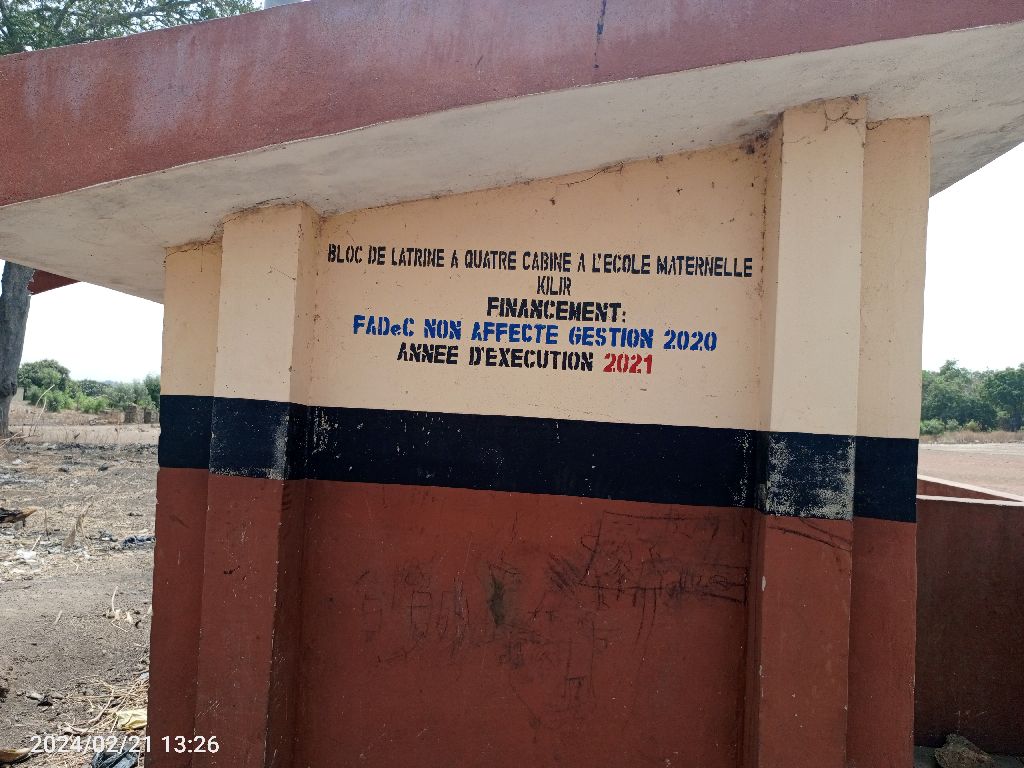 BLOC DE LATRINE A QUATRE CABINE A L'ECOLE MATERNELLE
KILIR
FINANCEMENT:
FADeC NON AFFECTE GESTION 2020
ANNEE D'EXECUTION 2021
2024/02/21 13:26